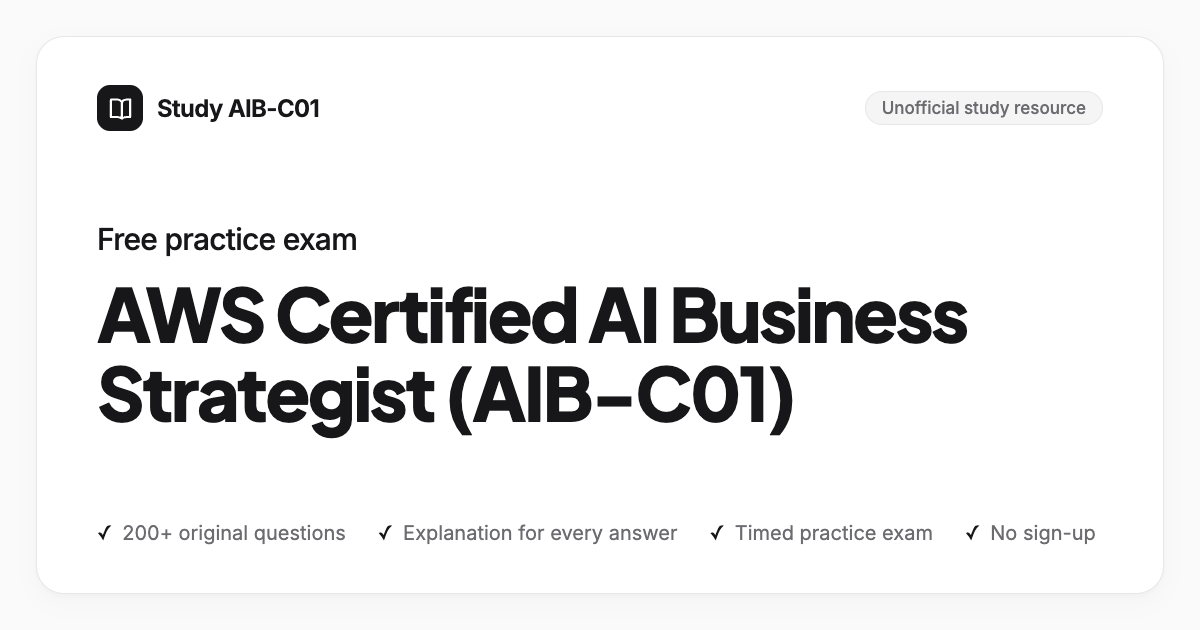 Study AIB-C01
Unofficial study resource
Free practice exam
AWS Certified AI Business
Strategist (AIB-C01)
✓ 200+ original questions ✓ Explanation for every answer ✓ Timed practice exam ✓ No sign-up